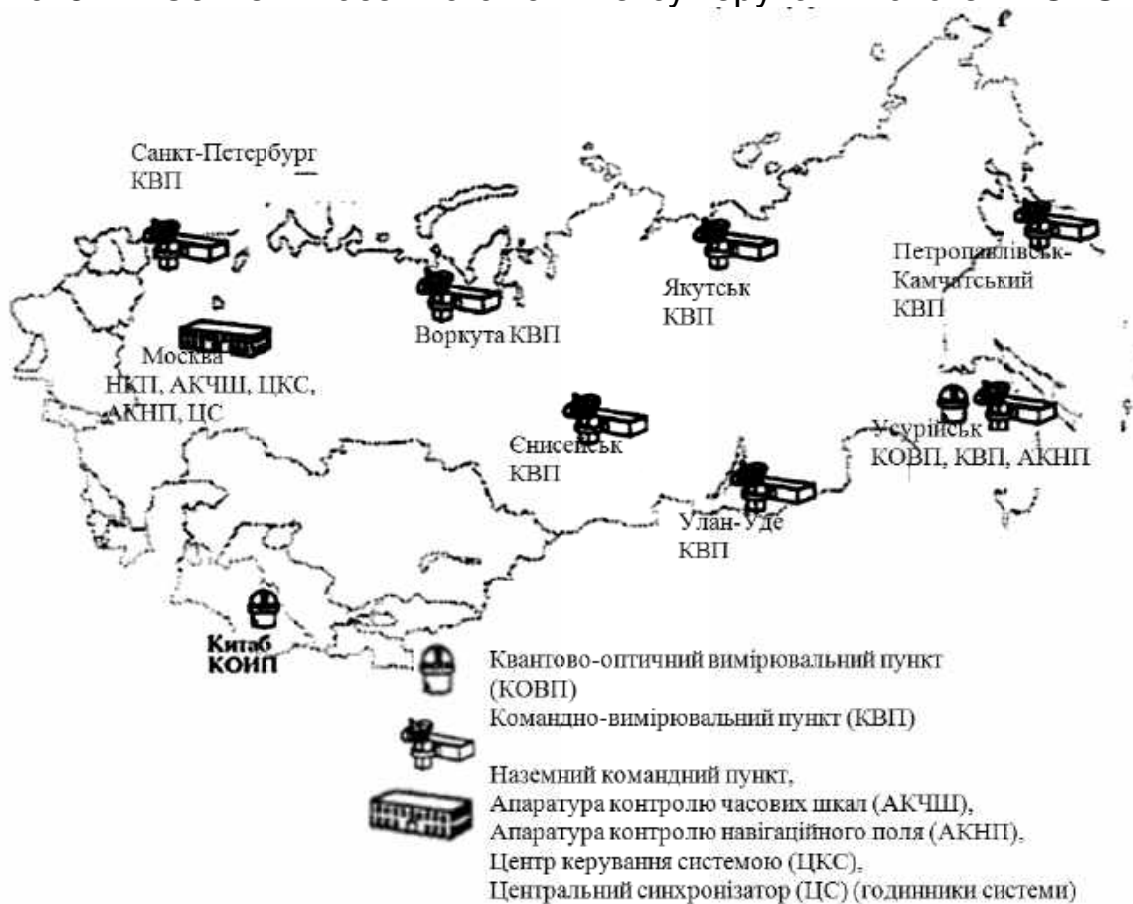 Санкт-Петербург
КВП
Воркута КВП
Якутськ
КВП
Петропавлівськ-
Камчатський
КВП
Москва
НКП, АКЧШ, ЦКС,
АКНП, ЦС
Єнисейськ
КВП
Усурійськ
КОВП, КВП, АКНП
Улан-Уде
КВП
Китаб
КОИП
Квантово-оптичний вимірювальний пункт
(КОВП)
Командно-вимірювальний пункт (КВП)
Наземний командний пункт,
Апаратура контролю часових шкал (АКЧШ),
Апаратура контролю навігаційного поля (АКНП),
Центр керування системою (ЦКС),
Центральний синхронізатор (ЦС) (годинники системи)